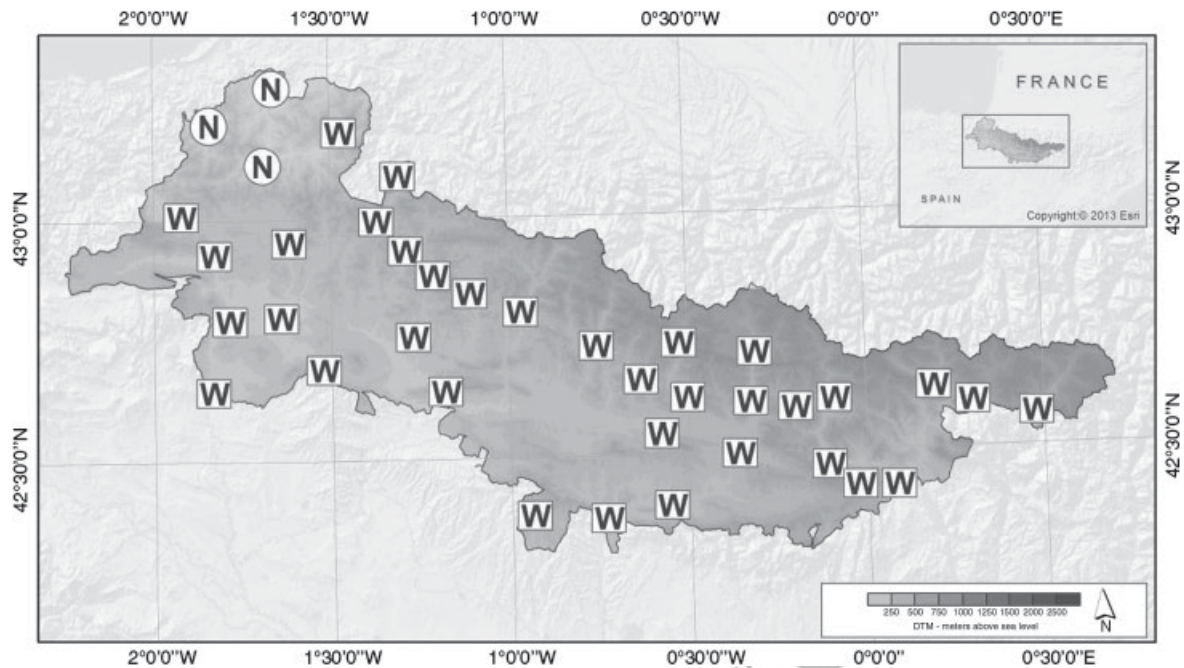 2°0'0"W 1°30'0"W 1°0'0"W 0°30'0"W 0°0'0" 0°30'0"E
FRANCE
SPAIN
Copyright:© 2013 Esri
43°0'0"N
43°0'0"N
N
N W
N W
W W
W W W
W
W
W
W W
W W W W
W W W
W W W W W W W W
W
42°30'0"N
42°30'0"N
W W
W W
W W W
250 500 750 1000 1250 1500 2000 2500
DTM - meters above sea level
N
2°0'0"W 1°30'0"W 1°0'0"W 0°30'0"W 0°0'0" 0°30'0"E